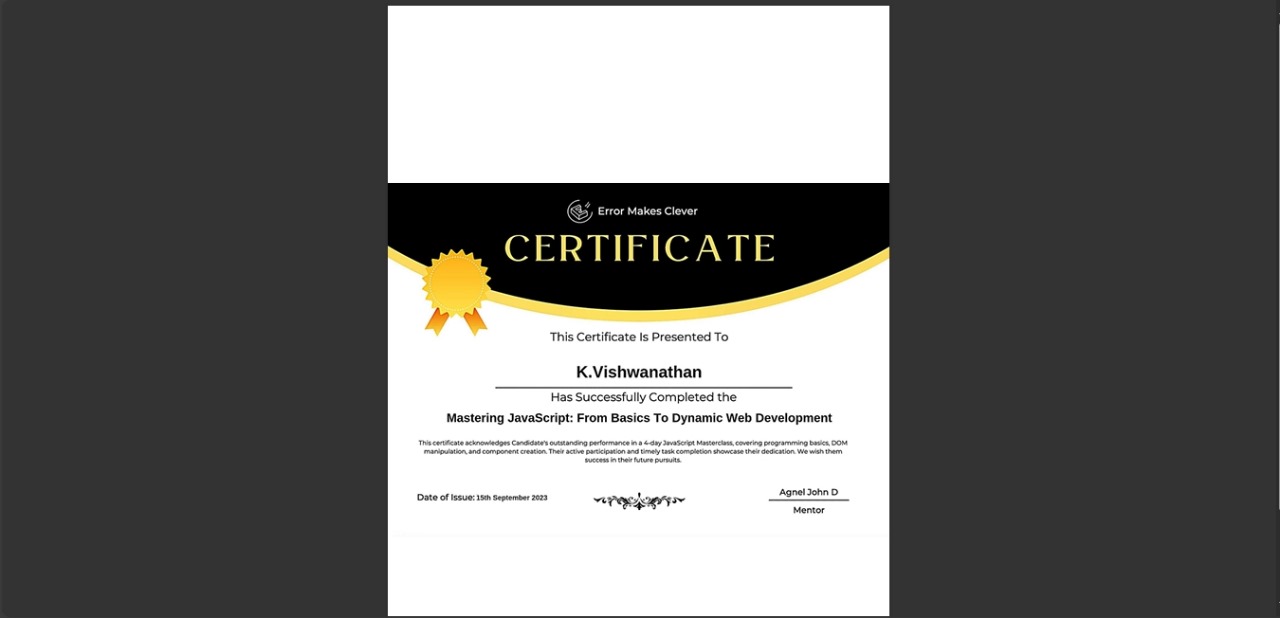 Error Makes Clever
CERTIFICATE
This Certificate Is Presented To
K.Vishwanathan
Has Successfully Completed the
Mastering JavaScript: From Basics To Dynamic Web Development
This certificate acknowledges Candidate's outstanding performance in a 4-day JavaScript Masterclass, covering programming basics, DOM
manipulation, and component creation. Their active participation and timely task completion showcase their dedication. We wish them
success in their future pursuits.
Date of Issue: 15th September 2023
Agnel John D
Mentor